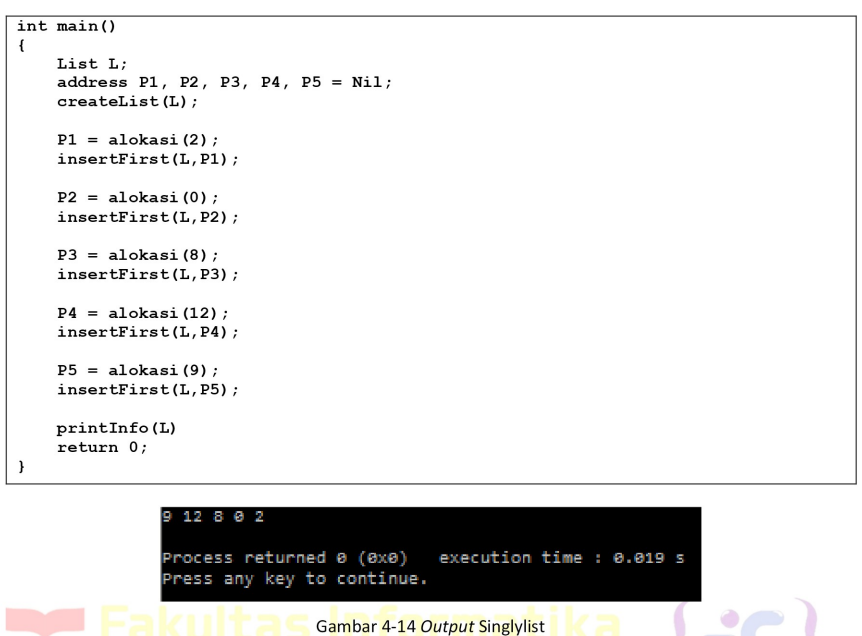 int main()
{
    List L;
    address P1, P2, P3, P4, P5 = Nil;
    createList(L);

    P1 = alokasi(2);
    insertFirst(L,P1);

    P2 = alokasi(0);
    insertFirst(L,P2);

    P3 = alokasi(8);
    insertFirst(L,P3);

    P4 = alokasi(12);
    insertFirst(L,P4);

    P5 = alokasi(9);
    insertFirst(L,P5);

    printInfo(L)
    return 0;
}
9 12 8 0 2
Process returned 0 (0x0)   execution time : 0.019 s
Press any key to continue.
Gambar 4-14 Output Singlylist
Fakultas Informatika